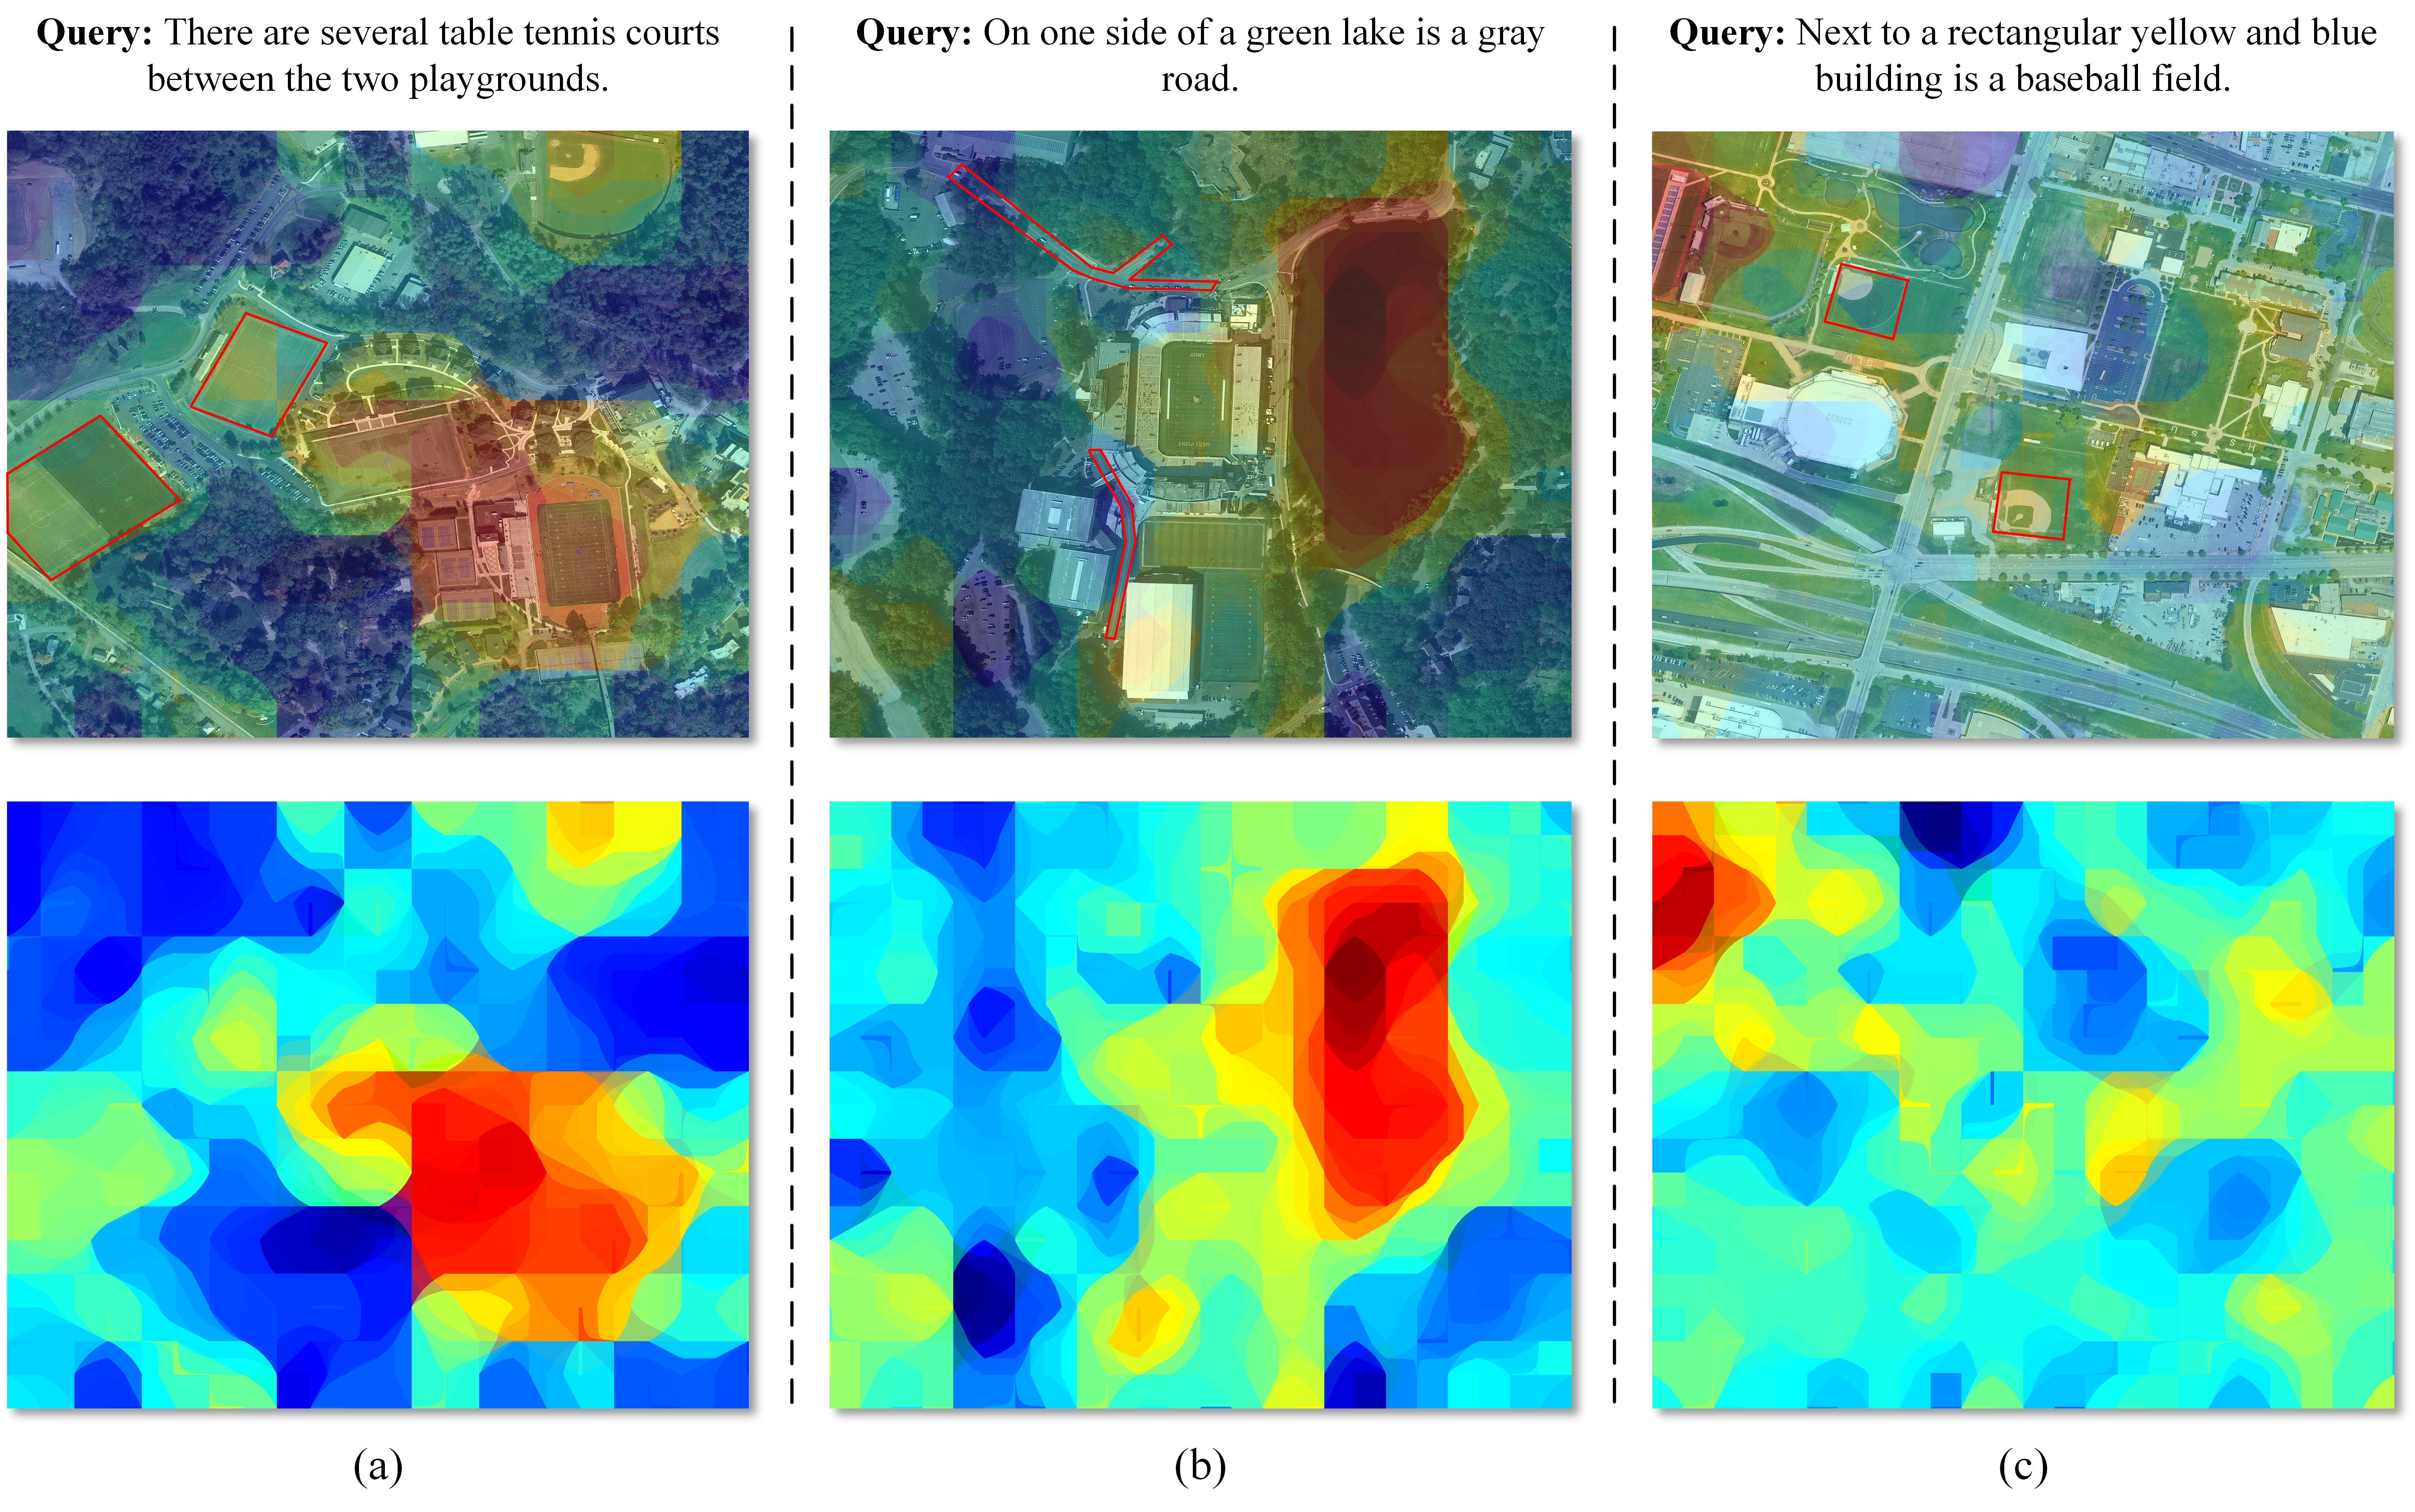 Query: There are several table tennis courts
between the two playgrounds.
Query: On one side of a green lake is a gray
road.
Query: Next to a rectangular yellow and blue
building is a baseball field.
(a)
(b)
(c)